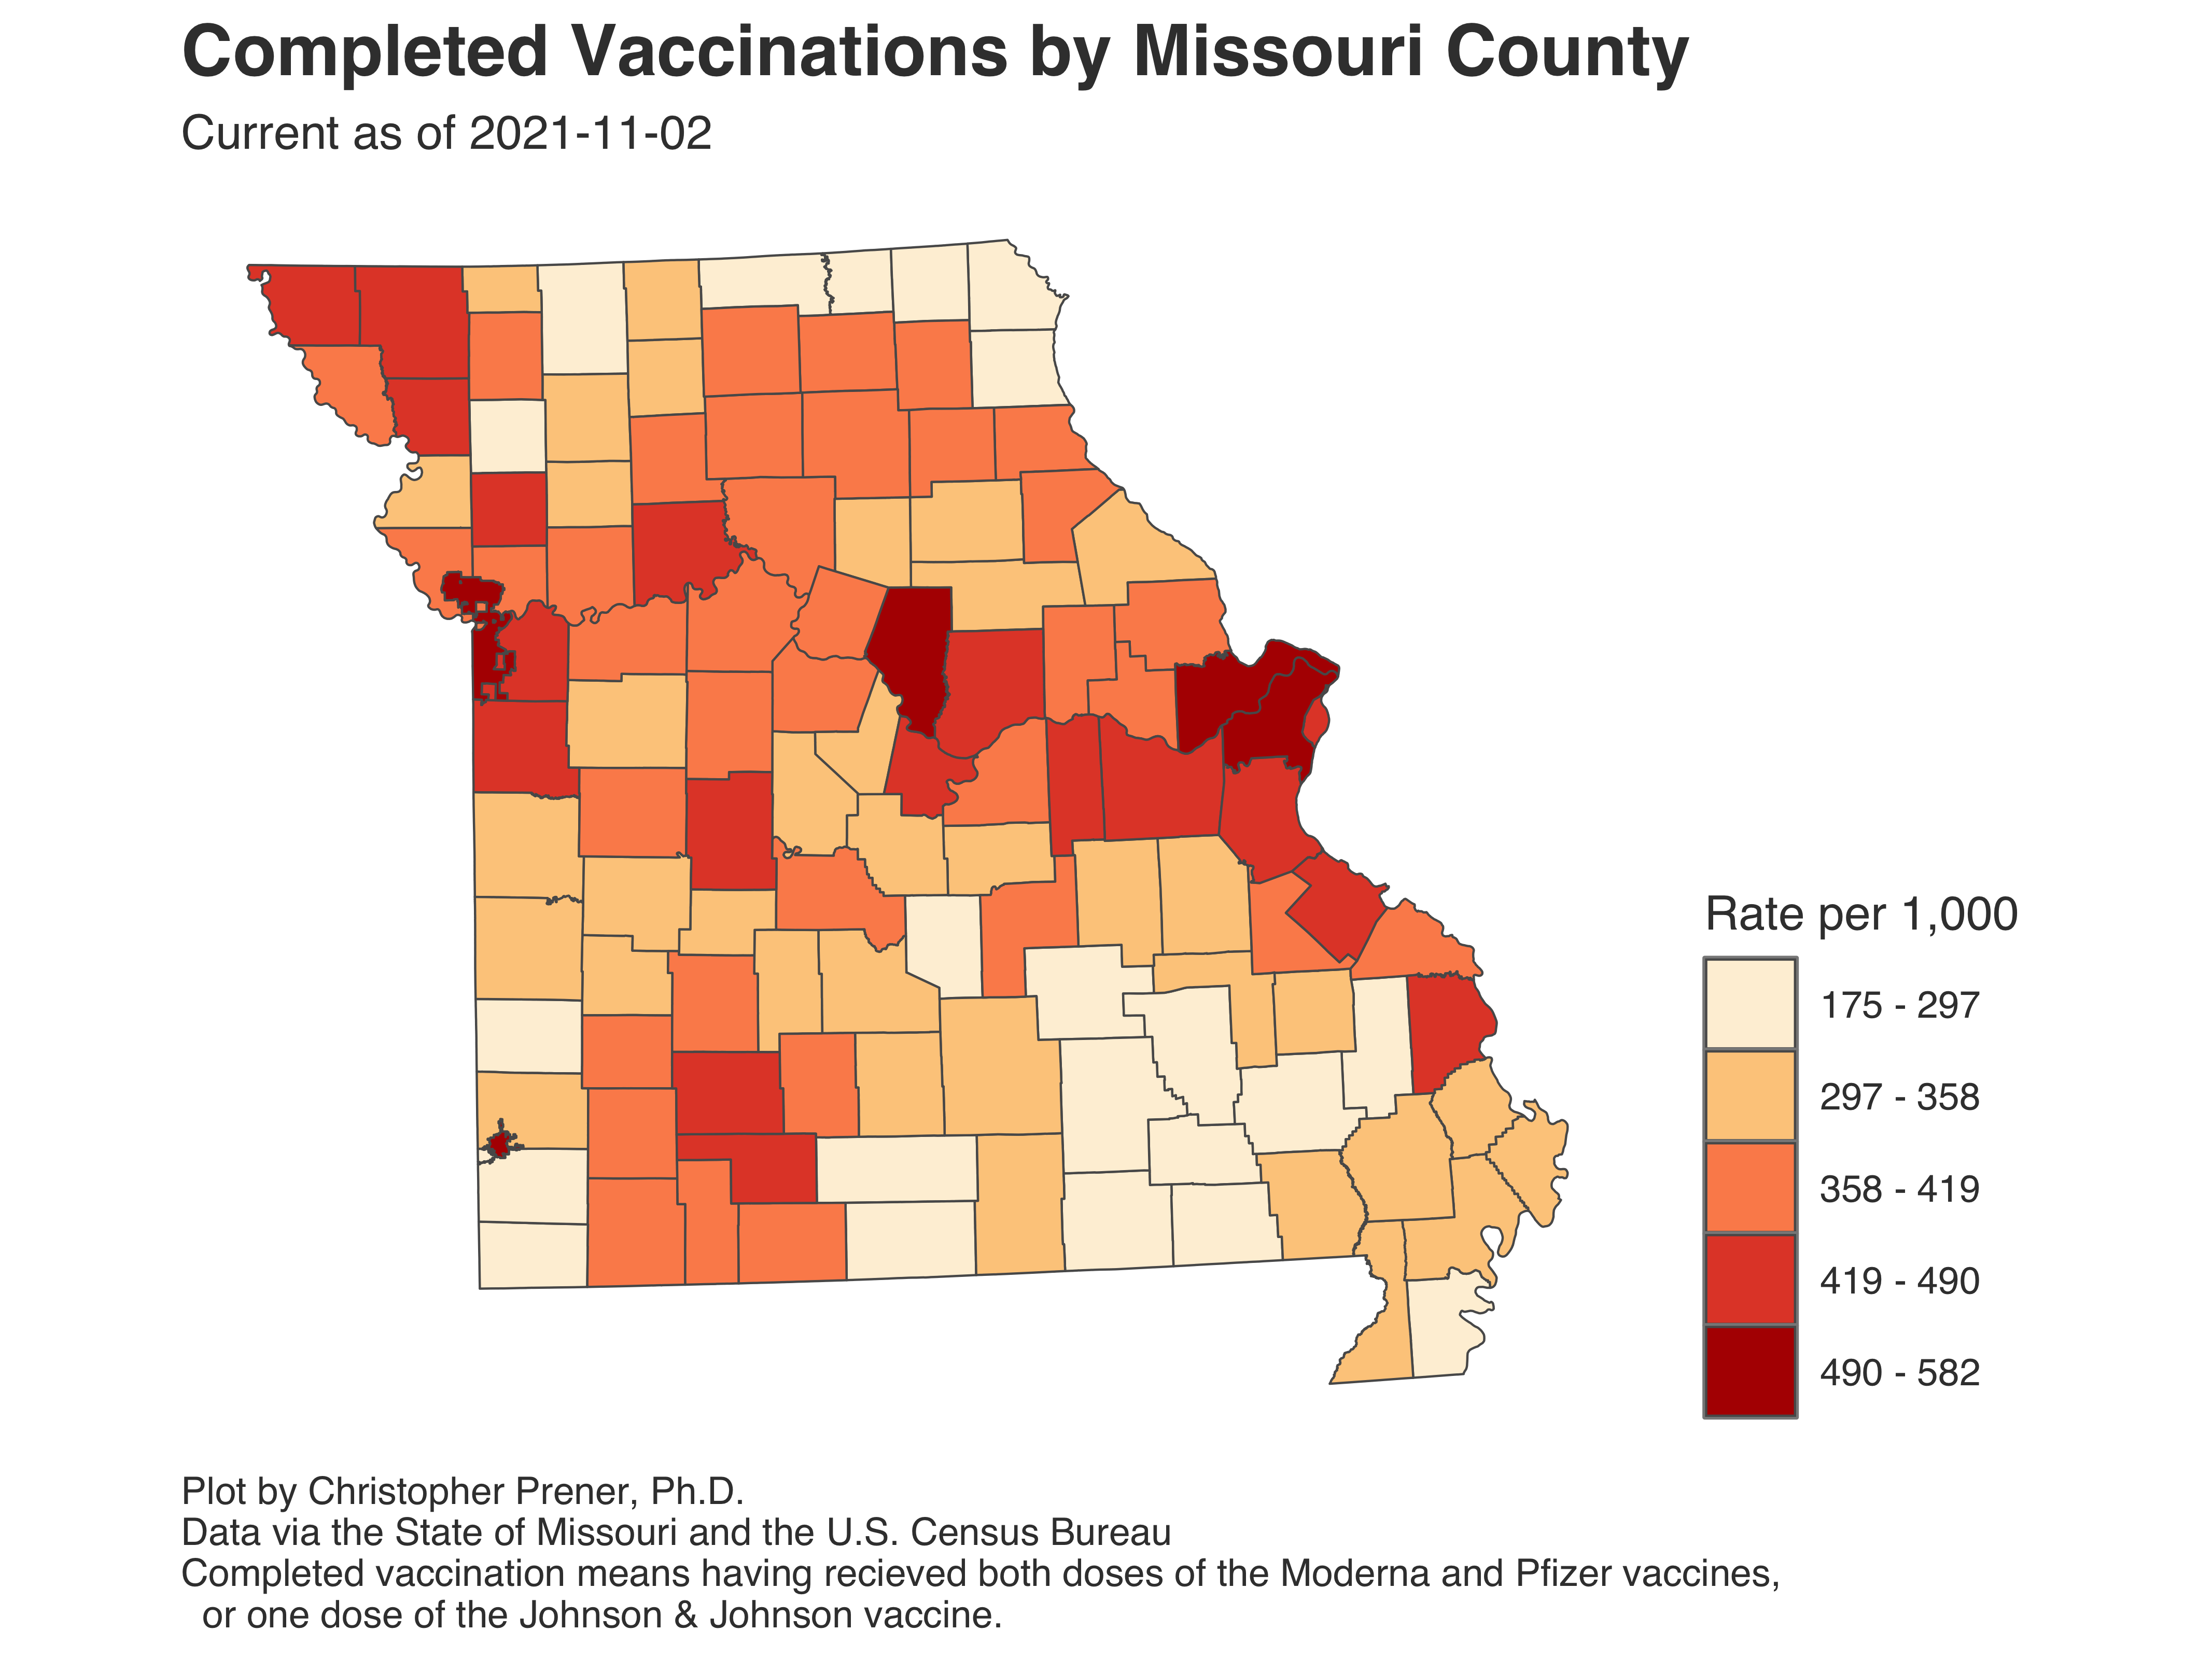 Completed Vaccinations by Missouri County
Current as of 2021-11-02
Rate per 1,000
175 - 297
297 - 358
358 - 419
419 - 490
490 - 582
Plot by Christopher Prener, Ph.D.
Data via the State of Missouri and the U.S. Census Bureau
Completed vaccination means having recieved both doses of the Moderna and Pfizer vaccines,
or one dose of the Johnson & Johnson vaccine.